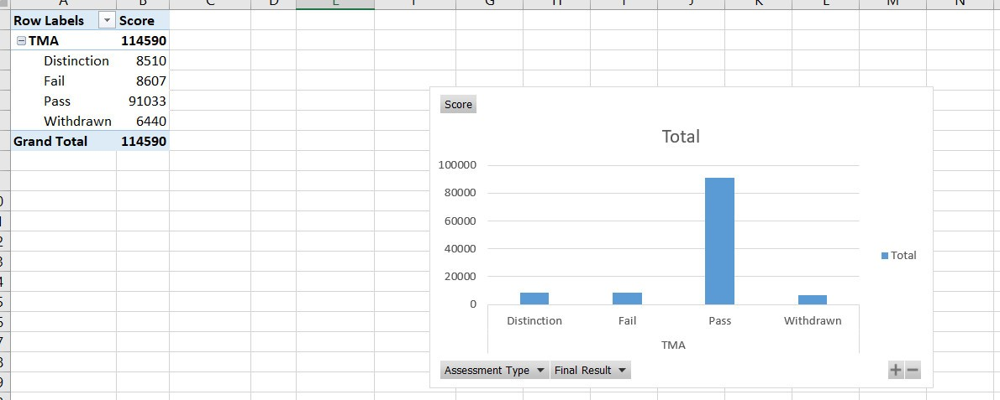 A B C D E F G H I J K L M N
Row Labels Score
TMA 114590
Distinction 8510
Fail 8607
Pass 91033
Withdrawn 6440
Grand Total 114590
Score
Total
100000
80000
60000
40000
20000
0
Distinction Fail Pass Withdrawn
TMA
Total
Assessment Type Final Result